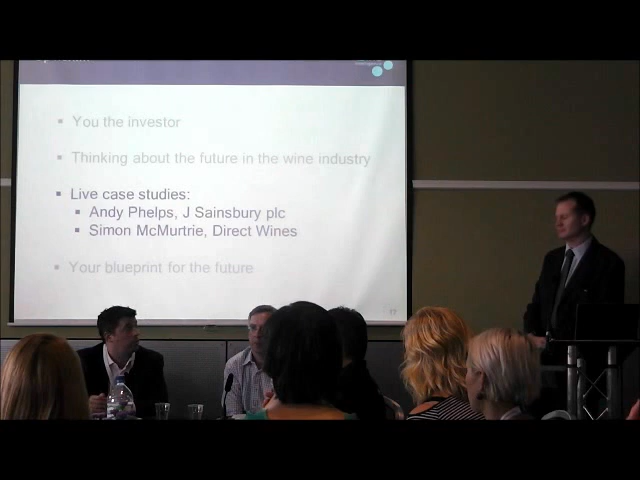 You the investor
Thinking about the future in the wine industry
Live case studies:
Andy Phelps, J Sainsbury plc
Simon McMurtrie, Direct Wines
Your blueprint for the future
17